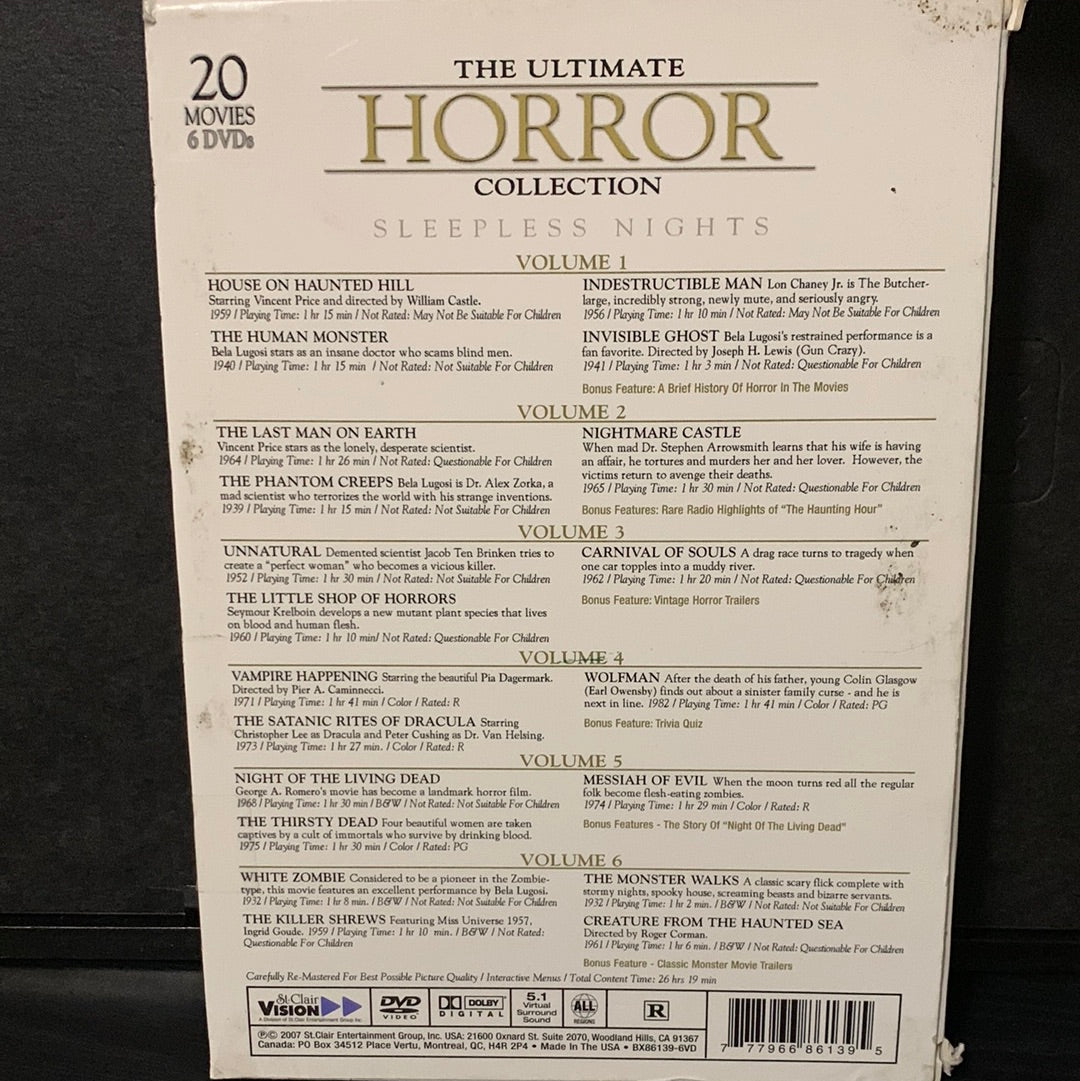 20
MOVIES
6 DVDs
THE ULTIMATE
HORROR
COLLECTION
SLEEPLESS NIGHTS
VOLUME 1
HOUSE ON HAUNTED HILL
Starring Vincent Price and directed by William Castle.
1959 / Playing Time: 1 hr 15 min / Not Rated: May Not Be Suitable For Children
THE HUMAN MONSTER
Bela Lugosi stars as an insane doctor who scams blind men.
1940 / Playing Time: 1 hr 15 min / Not Rated: Not Suitable For Children
INDESTRUCTIBLE MAN Lon Chaney Jr. is The Butcher-
large, incredibly strong, newly mute, and seriously angry.
1956 / Playing Time: 1 hr 10 min / Not Rated: May Not Be Suitable For Children
INVISIBLE GHOST Bela Lugosi's restrained performance is a
fan favorite. Directed by Joseph H. Lewis (Gun Crazy).
1941 / Playing Time: 1 hr 3 min / Not Rated: Questionable For Children
Bonus Feature: A Brief History Of Horror In The Movies
VOLUME 2
THE LAST MAN ON EARTH
Vincent Price stars as the lonely, desperate scientist.
1964 / Playing Time: 1 hr 26 min / Not Rated: Questionable For Children
THE PHANTOM CREEPS Bela Lugosi is Dr. Alex Zorka, a
mad scientist who terrorizes the world with his strange inventions.
1939 / Playing Time: 1 hr 15 min / Not Rated: Not Suitable For Children
NIGHTMARE CASTLE
When mad Dr. Stephen Arrowsmith learns that his wife is having
an affair, he tortures and murders her and her lover. However, the
victims return to avenge their deaths.
1965 / Playing Time: 1 hr 30 min / Not Rated: Questionable For Children
Bonus Features: Rare Radio Highlights of "The Haunting Hour"
VOLUME 3
UNNATURAL Demented scientist Jacob Ten Brinken tries to
create a "perfect woman" who becomes a vicious killer.
1952 / Playing Time: 1 hr 30 min / Not Rated: Not Suitable For Children
THE LITTLE SHOP OF HORRORS
Seymour Krelboin develops a new mutant plant species that lives
on blood and human flesh.
1960 / Playing Time: 1 hr 10 min/ Not Rated: Questionable For Children
CARNIVAL OF SOULS A drag race turns to tragedy when
one car topples into a muddy river.
1962 / Playing Time: 1 hr 20 min / Not Rated: Questionable For Children
Bonus Feature: Vintage Horror Trailers
VOLUME 4
VAMPIRE HAPPENING Starring the beautiful Pia Dagermark.
Directed by Pier A. Caminnecci.
1971 / Playing Time: 1 hr 41 min / Color / Rated: R
THE SATANIC RITES OF DRACULA Starring
Christopher Lee as Dracula and Peter Cushing as Dr. Van Helsing.
1973 / Playing Time: 1 hr 27 min. / Color / Rated: R
WOLFMAN After the death of his father, young Colin Glasgow
(Earl Owensby) finds out about a sinister family curse - and he is
next in line. 1982 / Playing Time: 1 hr 41 min / Color / Rated: PG
Bonus Feature: Trivia Quiz
VOLUME 5
NIGHT OF THE LIVING DEAD
George A. Romero's movie has become a landmark horror film.
1968 / Playing Time: 1 hr 30 min / B&W / Not Rated: Not Suitable For Children
THE THIRSTY DEAD Four beautiful women are taken
captives by a cult of immortals who survive by drinking blood.
1975 / Playing Time: 1 hr 30 min / Color / Rated: PG
MESSIAH OF EVIL When the moon turns red all the regular
folk become flesh-eating zombies.
1974 / Playing Time: 1 hr 29 min / Color / Rated: R
Bonus Features - The Story Of "Night Of The Living Dead"
VOLUME 6
WHITE ZOMBIE Considered to be a pioneer in the Zombie-
type, this movie features an excellent performance by Bela Lugosi.
1932 / Playing Time: 1 hr 8 min. / B&W / Not Rated: Not Suitable For Children
THE KILLER SHREWS Featuring Miss Universe 1957,
Ingrid Goude. 1959 / Playing Time: 1 hr 10 min. / B&W / Not Rated:
Questionable For Children
THE MONSTER WALKS A classic scary flick complete with
stormy nights, spooky house, screaming beasts and bizarre servants.
1932 / Playing Time: 1 hr 2 min. / B&W / Not Rated: Not Suitable For Children
CREATURE FROM THE HAUNTED SEA
Directed by Roger Corman.
1961 / Playing Time: 1 hr 6 min. / B&W / Not Rated: Questionable For Children
Bonus Feature - Classic Monster Movie Trailers
Carefully Re-Mastered For Best Possible Picture Quality / Interactive Menus / Total Content Time: 26 hrs 19 min
St.Clair
VISION
A Division of St.Clair Entertainment Group Inc.
DVD
VIDEO
DOLBY
DIGITAL
5.1
Virtual
Surround
Sound
ALL
REGIONS
R
℗© 2007 St.Clair Entertainment Group, Inc. USA: 21600 Oxnard St. Suite 2070, Woodland Hills, CA 91367
Canada: PO Box 34512 Place Vertu, Montreal, QC, H4R 2P4 • Made In The USA • BX86139-6VD
7 77966 86139 5